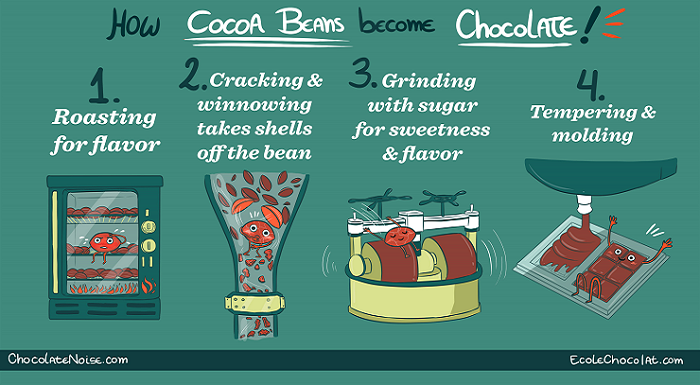 How Cocoa Beans become Chocolate!
1.
Roasting
for flavor
2. Cracking &
winnowing
takes shells
off the bean
3. Grinding
with sugar
for sweetness
& flavor
4.
Tempering &
molding
ChocolateNoise.com
EcoleChocolat.com